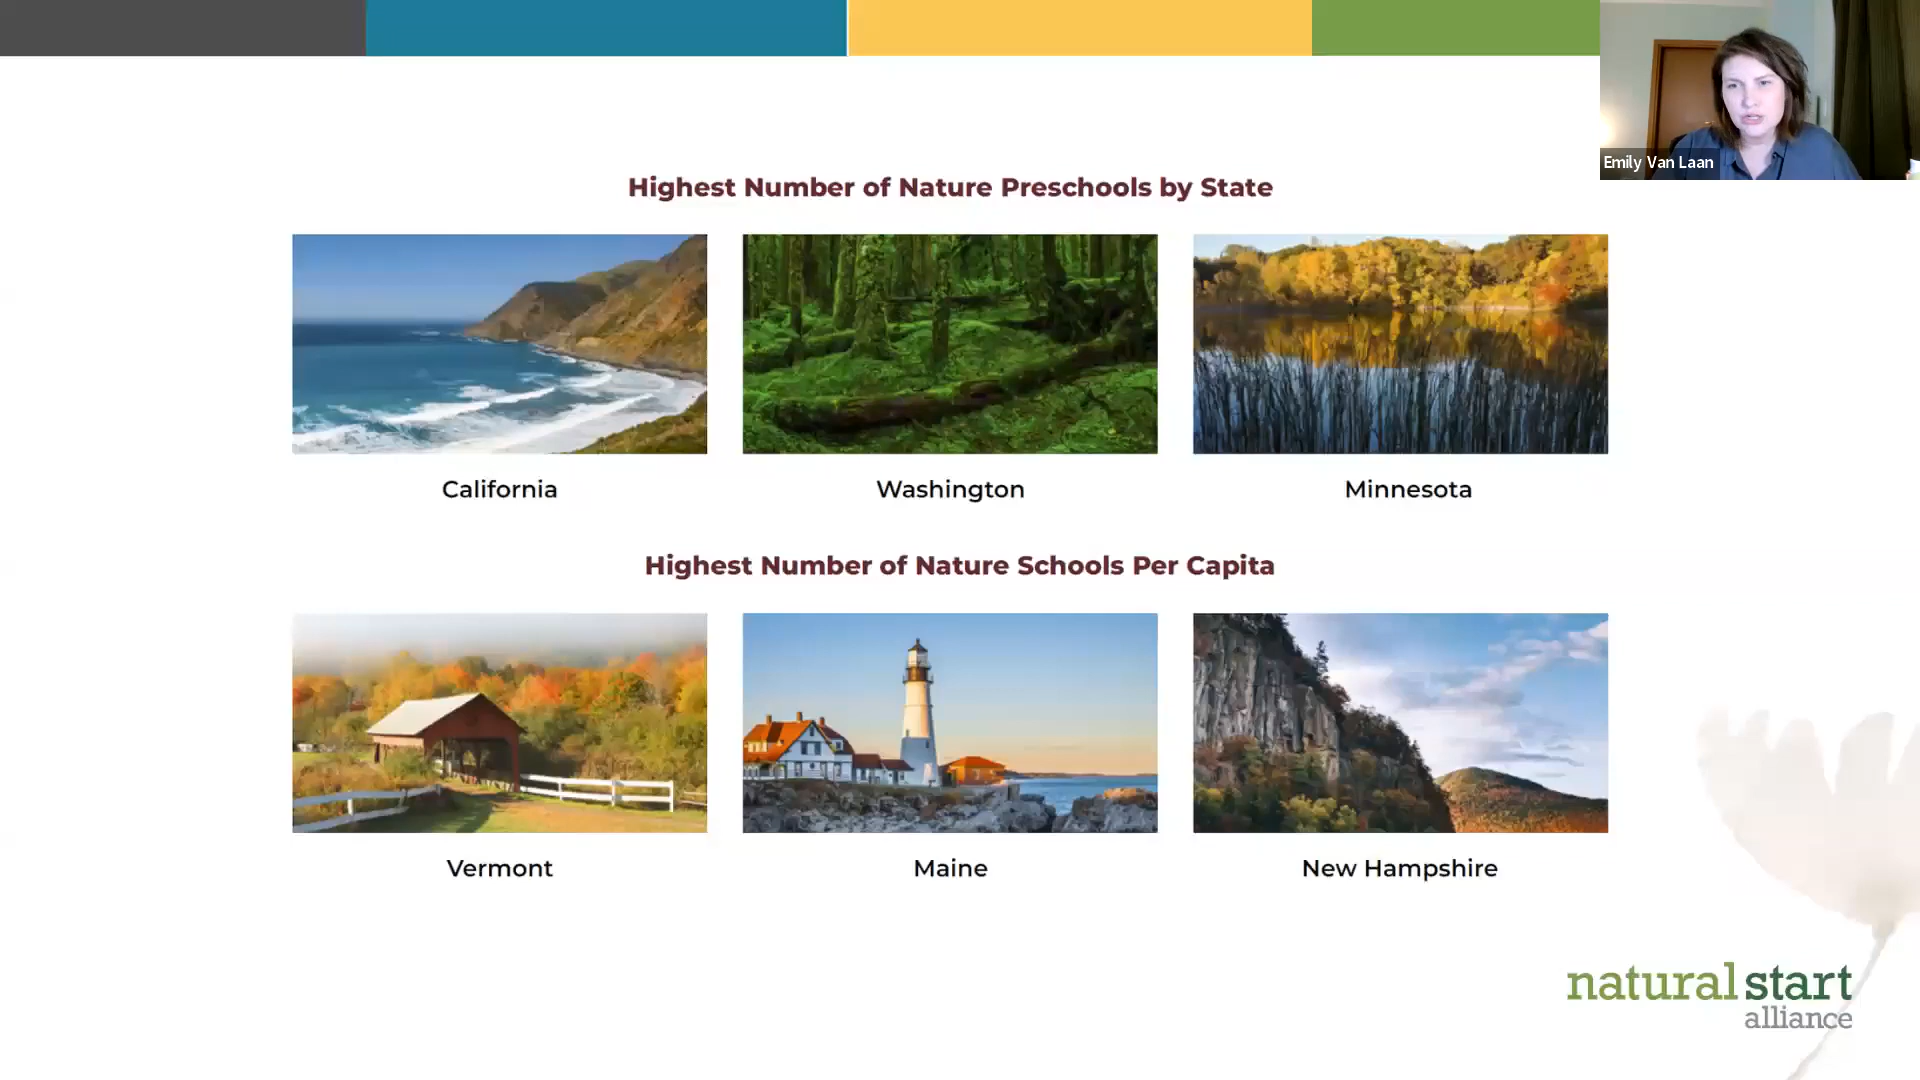 Emily Van Laan
Highest Number of Nature Preschools by State
California
Washington
Minnesota
Highest Number of Nature Schools Per Capita
Vermont
Maine
New Hampshire
natural start
alliance